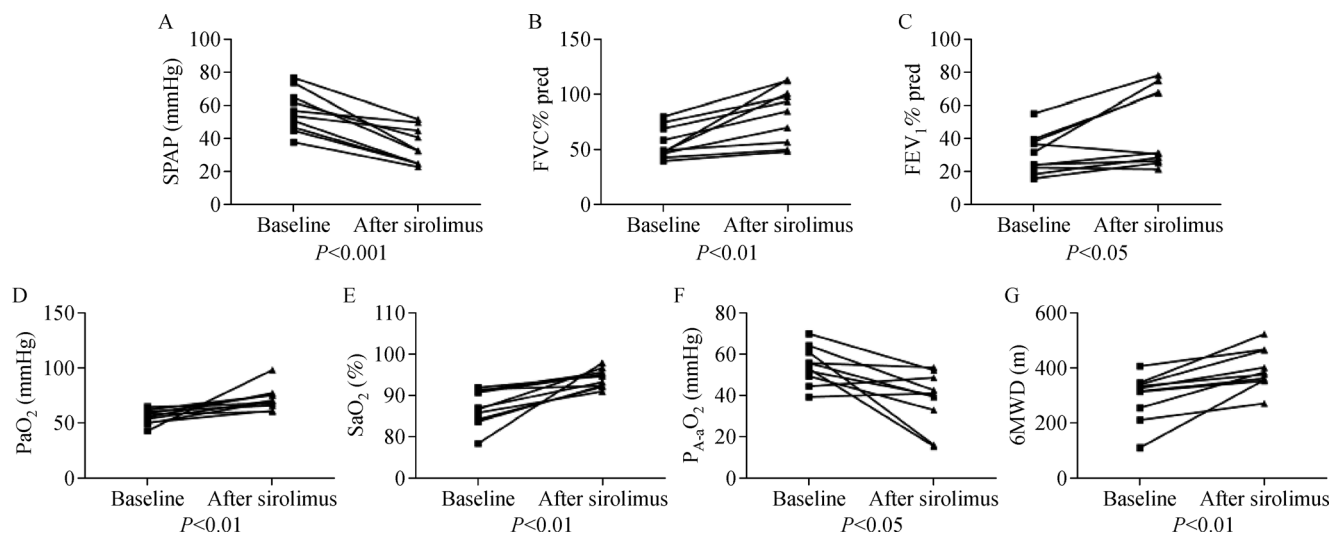 A
SPAP (mmHg)
100
80
60
40
20
0
Baseline After sirolimus
P<0.001
B
FVC% pred
150
100
50
0
Baseline After sirolimus
P<0.01
C
FEV₁% pred
100
80
60
40
20
0
Baseline After sirolimus
P<0.05
D
PaO₂ (mmHg)
150
100
50
0
Baseline After sirolimus
P<0.01
E
SaO₂ (%)
110
100
90
80
0
Baseline After sirolimus
P<0.01
F
P_A-aO₂ (mmHg)
80
60
40
20
0
Baseline After sirolimus
P<0.05
G
6MWD (m)
600
400
200
0
Baseline After sirolimus
P<0.01